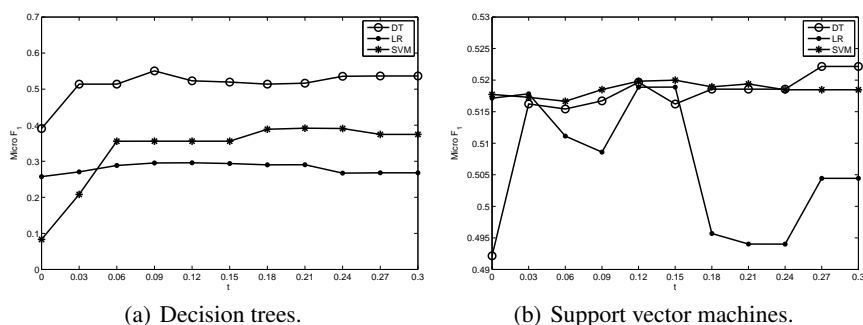 0.7
0.6
0.5
0.4
0.3
0.2
0.1
0
Micro F1
0 0.03 0.06 0.09 0.12 0.15 0.18 0.21 0.24 0.27 0.3
t
DT
LR
SVM
(a) Decision trees.
0.53
0.525
0.52
0.515
0.51
0.505
0.5
0.495
0.49
Micro F1
0 0.03 0.06 0.09 0.12 0.15 0.18 0.21 0.24 0.27 0.3
t
DT
LR
SVM
(b) Support vector machines.